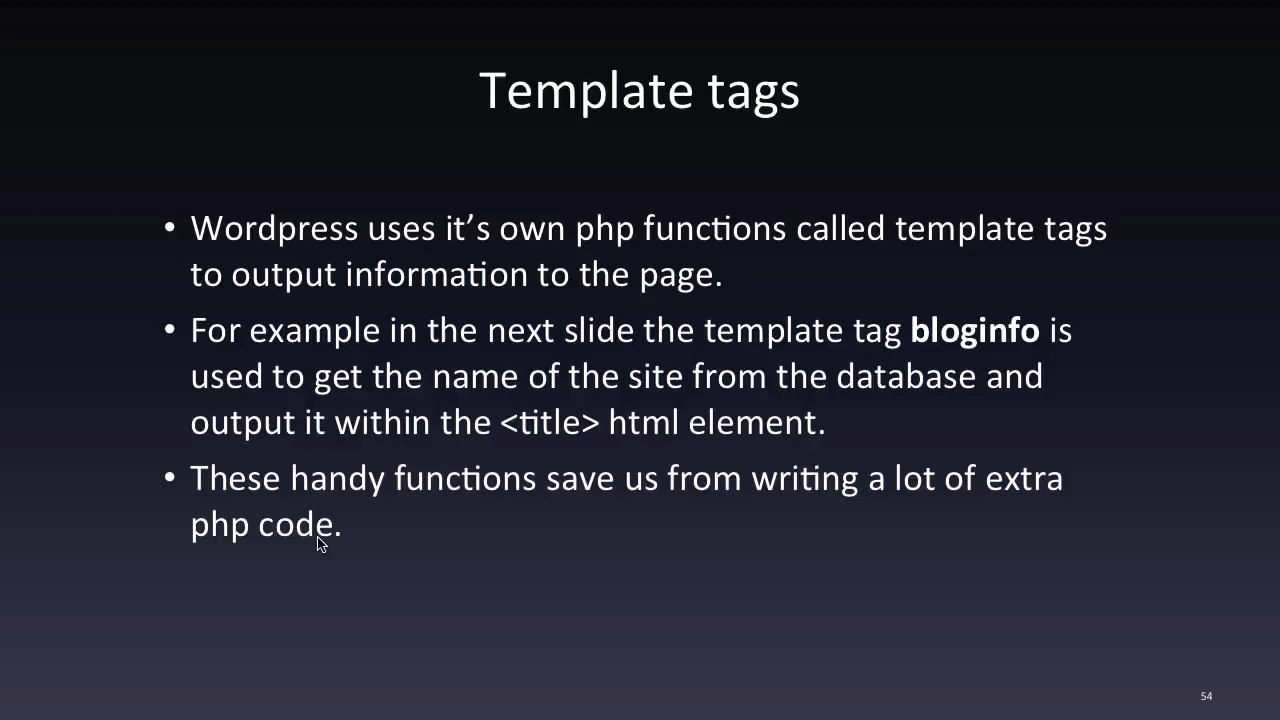 Template tags
• Wordpress uses it’s own php functions called template tags
to output information to the page.
• For example in the next slide the template tag bloginfo is
used to get the name of the site from the database and
output it within the <title> html element.
• These handy functions save us from writing a lot of extra
php code.
54